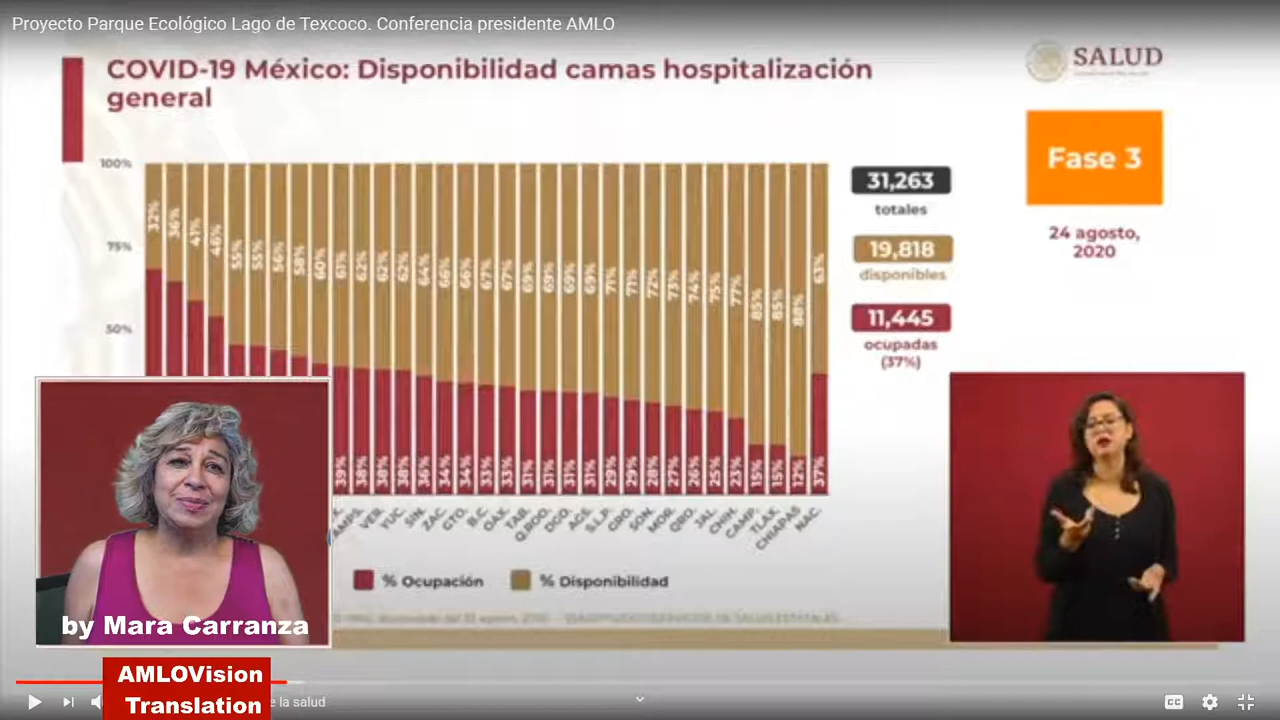 Proyecto Parque Ecológico Lago de Texcoco. Conferencia presidente AMLO
COVID-19 México: Disponibilidad camas hospitalización
general
SALUD
Fase 3
24 agosto,
2020
31,263
totales
19,818
disponibles
11,445
ocupadas
(37%)
100%
75%
50%
32% 36% 41% 46% 55% 55% 56% 58% 60% 61% 62% 62% 62% 64% 66% 66% 67% 67% 69% 69% 69% 69% 71% 71% 72% 73% 74% 75% 77% 85% 85% 88% 63%
39% 38% 38% 38% 36% 34% 34% 33% 33% 31% 31% 31% 31% 29% 29% 28% 27% 26% 25% 23% 15% 15% 12% 37%
VER. YUC. SIN. ZAC. GTO. B.C. OAX. TAB. Q.ROO. DGO. AGS. S.L.P. GRO. SON. MOR. QRO. JAL. CHIH. CAMP. TLAX. CHIAPAS NAC.
% Ocupación
% Disponibilidad
by Mara Carranza
AMLOVision
Translation
e la salud
CC